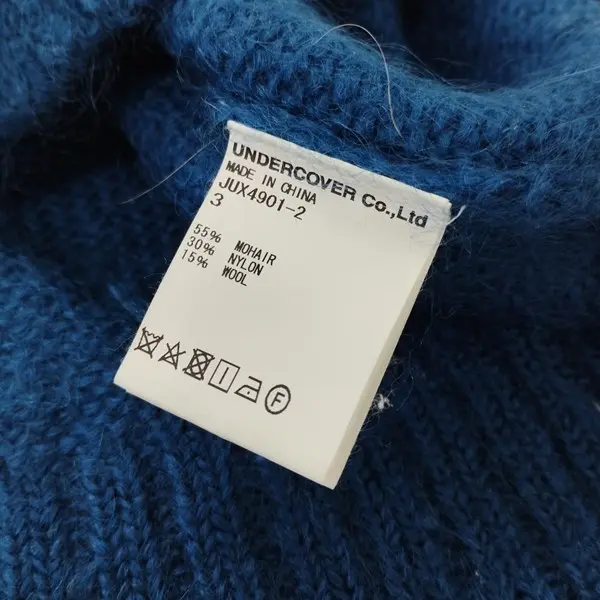 UNDERCOVER Co.,Ltd
MADE IN CHINA
JUX4901-2
3
55% MOHAIR
30% NYLON
15% WOOL
F